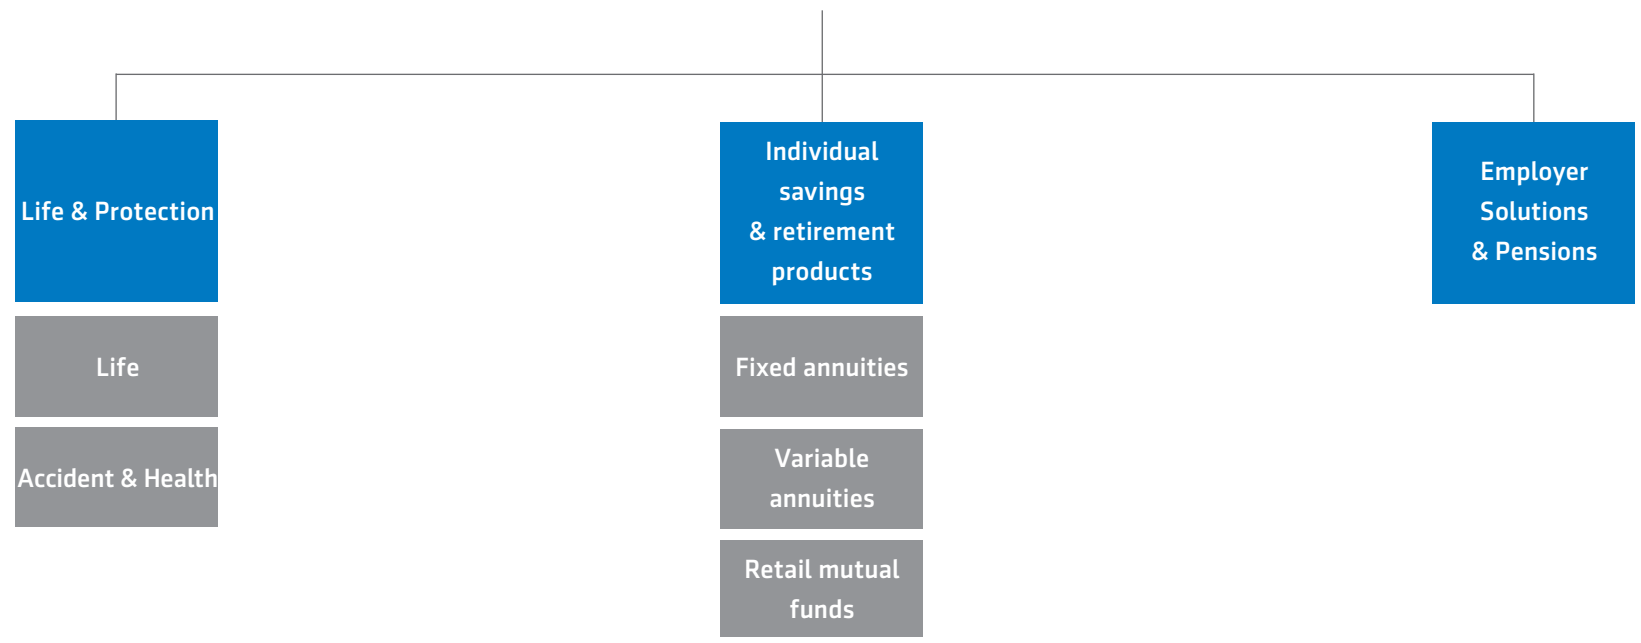 Life & Protection
Individual
savings
& retirement
products
Employer
Solutions
& Pensions
Life
Fixed annuities
Accident & Health
Variable
annuities
Retail mutual
funds